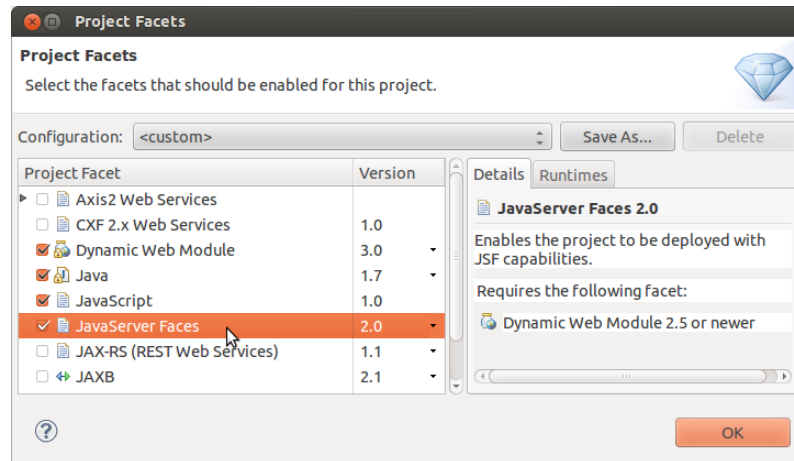 Project Facets
Project Facets
Select the facets that should be enabled for this project.
Configuration: <custom> Save As... Delete
Project Facet Version
Axis2 Web Services
CXF 2.x Web Services 1.0
Dynamic Web Module 3.0
Java 1.7
JavaScript 1.0
JavaServer Faces 2.0
JAX-RS (REST Web Services) 1.1
JAXB 2.1
Details Runtimes
JavaServer Faces 2.0
Enables the project to be deployed with
JSF capabilities.
Requires the following facet:
Dynamic Web Module 2.5 or newer
?
OK